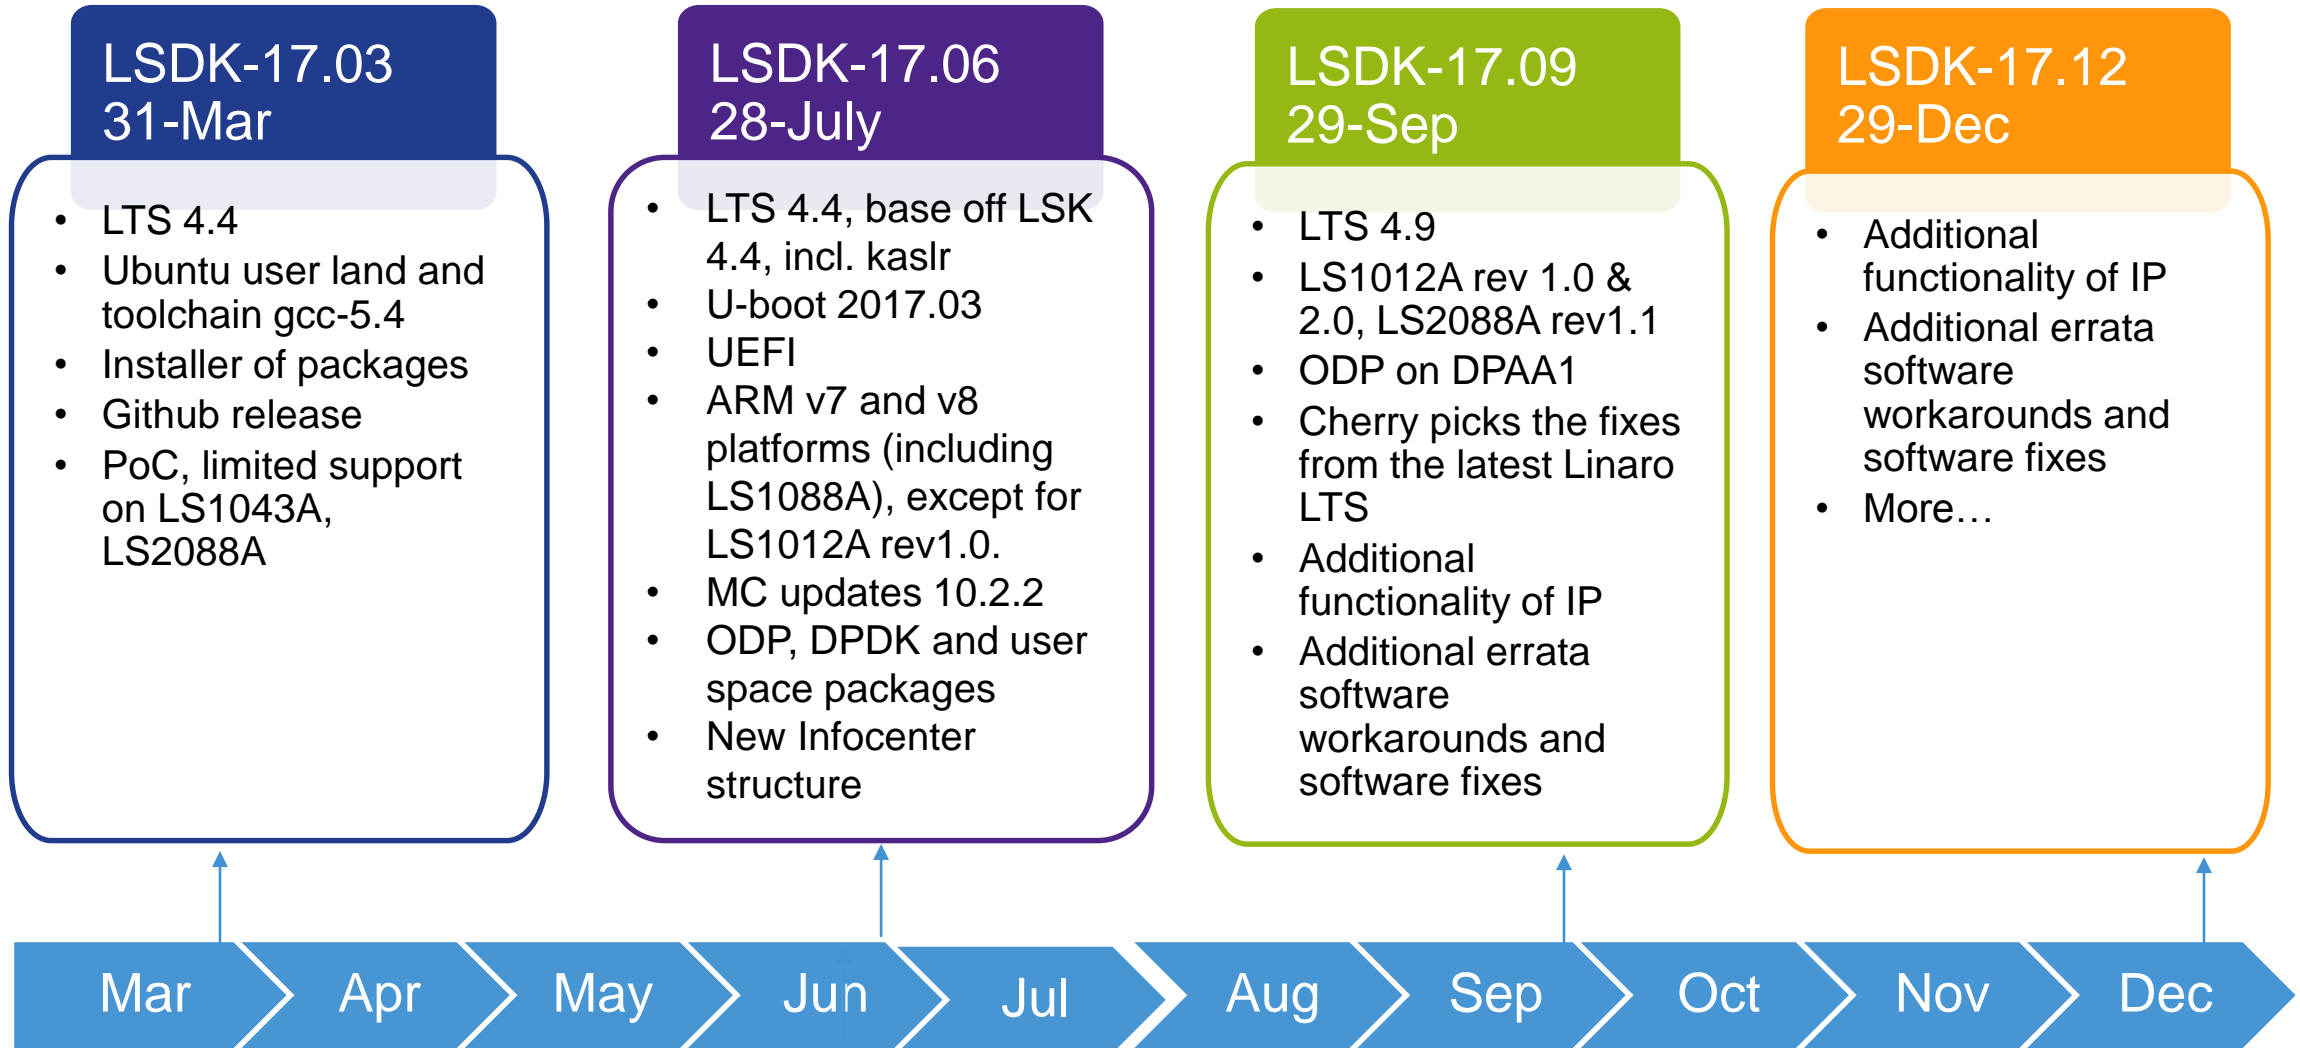 LSDK-17.03
31-Mar
• LTS 4.4
• Ubuntu user land and
toolchain gcc-5.4
• Installer of packages
• Github release
• PoC, limited support
on LS1043A,
LS2088A
LSDK-17.06
28-July
• LTS 4.4, base off LSK
4.4, incl. kaslr
• U-boot 2017.03
• UEFI
• ARM v7 and v8
platforms (including
LS1088A), except for
LS1012A rev1.0.
• MC updates 10.2.2
• ODP, DPDK and user
space packages
• New Infocenter
structure
LSDK-17.09
29-Sep
• LTS 4.9
• LS1012A rev 1.0 &
2.0, LS2088A rev1.1
• ODP on DPAA1
• Cherry picks the fixes
from the latest Linaro
LTS
• Additional
functionality of IP
• Additional errata
software
workarounds and
software fixes
LSDK-17.12
29-Dec
• Additional
functionality of IP
• Additional errata
software
workarounds and
software fixes
• More…
Mar
Apr
May
Jun
Jul
Aug
Sep
Oct
Nov
Dec